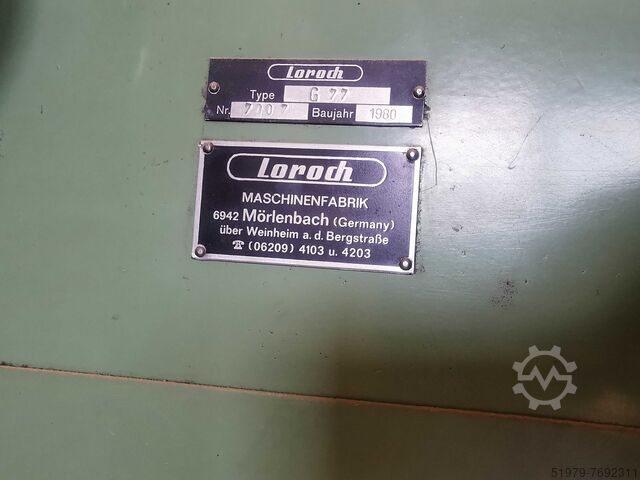 Loroch
Type G 77
Nr. 7907 Baujahr 1980
Loroch
MASCHINENFABRIK
6942 Mörlenbach (Germany)
über Weinheim a. d. Bergstraße
☎ (06209) 4103 u. 4203
51979-7692311